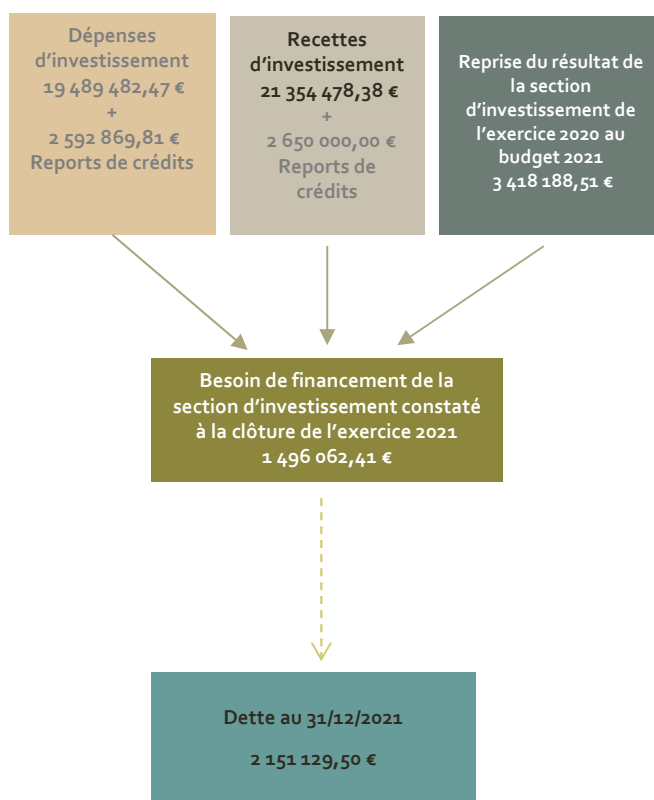 Dépenses
d'investissement
19 489 482,47 €
+
2 592 869,81 €
Reports de crédits
Recettes
d'investissement
21 354 478,38 €
+
2 650 000,00 €
Reports de
crédits
Reprise du résultat de
la section
d'investissement de
l'exercice 2020 au
budget 2021
3 418 188,51 €
Besoin de financement de la
section d'investissement constaté
à la clôture de l'exercice 2021
1 496 062,41 €
Dette au 31/12/2021
2 151 129,50 €